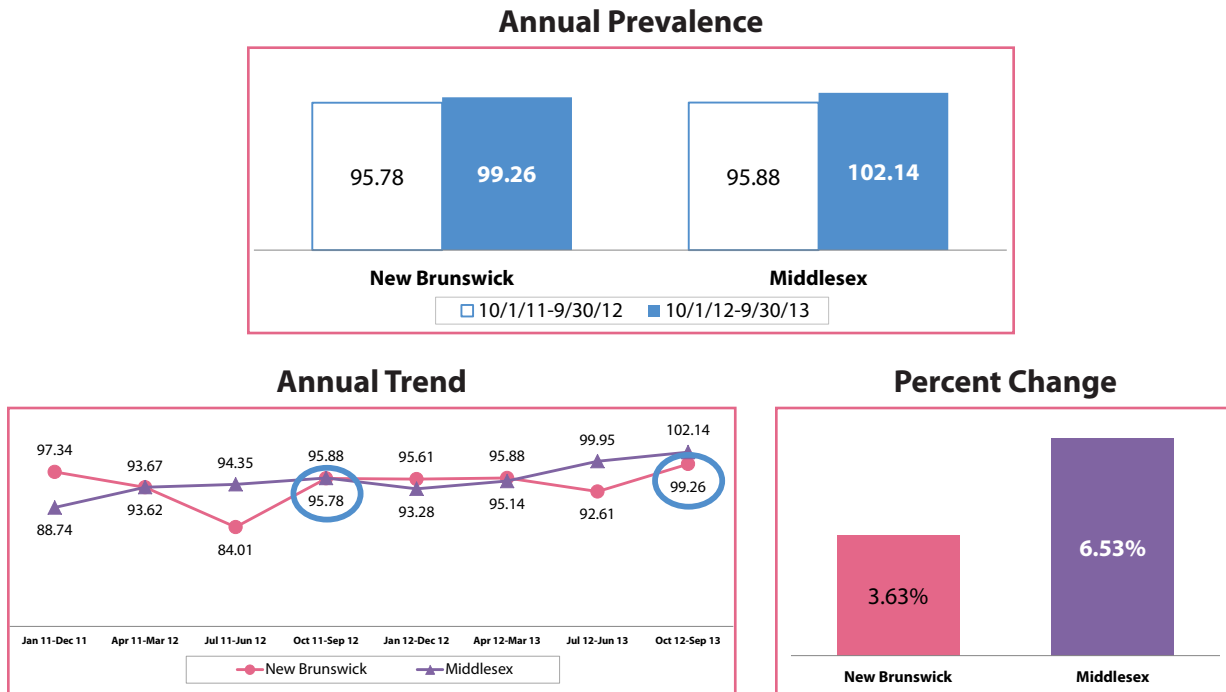 Annual Prevalence
95.78 99.26 95.88 102.14
New Brunswick Middlesex
10/1/11-9/30/12 10/1/12-9/30/13
Annual Trend
97.34 93.67 94.35 95.88 95.61 95.88 99.95 102.14
88.74 93.62 84.01 95.78 93.28 95.14 92.61 99.26
Jan 11-Dec 11 Apr 11-Mar 12 Jul 11-Jun 12 Oct 11-Sep 12 Jan 12-Dec 12 Apr 12-Mar 13 Jul 12-Jun 13 Oct 12-Sep 13
New Brunswick Middlesex
Percent Change
3.63% 6.53%
New Brunswick Middlesex